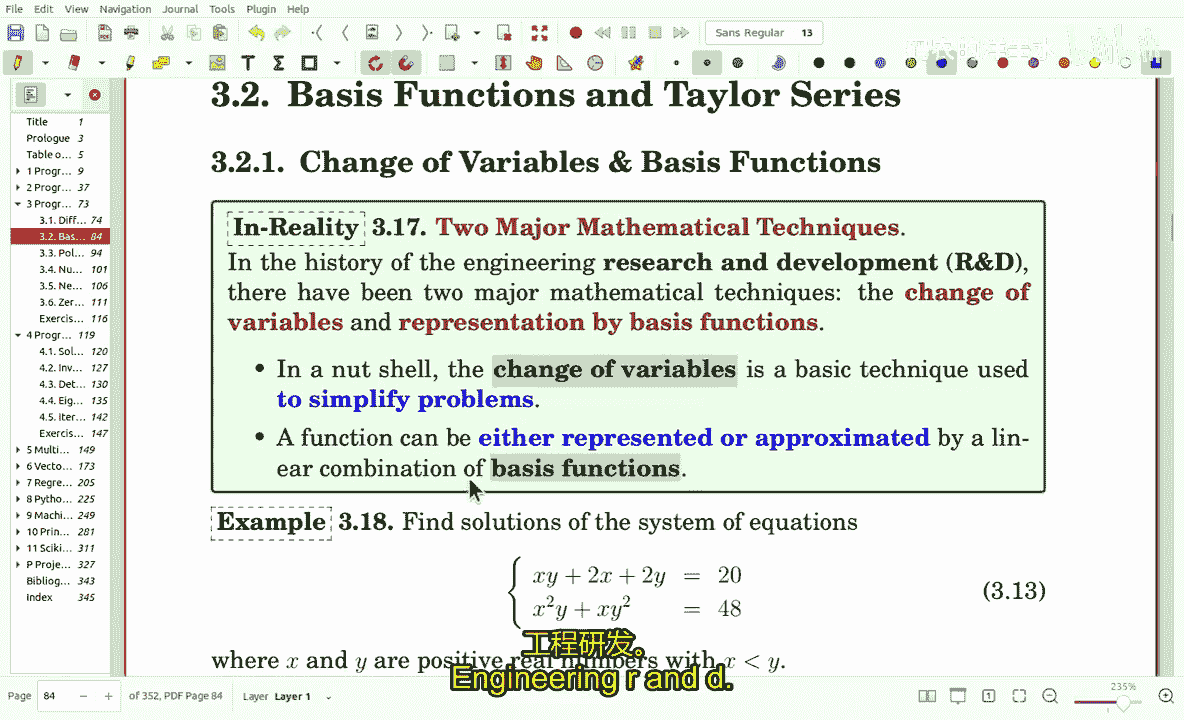 File Edit View Navigation Journal Tools Plugin Help
Sans Regular 13
Title 1
Prologue 3
Table o... 5
1 Progr... 9
2 Progr... 37
3 Progr... 73
3.1. Diff... 74
3.2. Bas... 84
3.3. Pol... 94
3.4. Nu... 101
3.5. Ne... 106
3.6. Zer... 111
Exercis... 116
4 Progr... 119
4.1. Sol... 120
4.2. Inv... 127
4.3. Det... 130
4.4. Eig... 135
4.5. Iter... 142
Exercis... 147
5 Multi... 149
6 Vecto... 173
7 Regre... 205
8 Pytho... 225
9 Machi... 249
10 Prin... 281
11 Sciki... 311
P Proje... 327
Bibliog... 343
Index 345
3.2. Basis Functions and Taylor Series
3.2.1. Change of Variables & Basis Functions
In-Reality 3.17. Two Major Mathematical Techniques.
In the history of the engineering research and development (R&D),
there have been two major mathematical techniques: the change of
variables and representation by basis functions.
• In a nut shell, the change of variables is a basic technique used
to simplify problems.
• A function can be either represented or approximated by a lin-
ear combination of basis functions.
Example 3.18. Find solutions of the system of equations
xy + 2x + 2y = 20
x²y + xy² = 48
(3.13)
where x and y are positive real numbers with x < y.
工程研发。
Engineering r and d.
Page 84 − + of 352, PDF Page 84 Layer Layer 1
235%